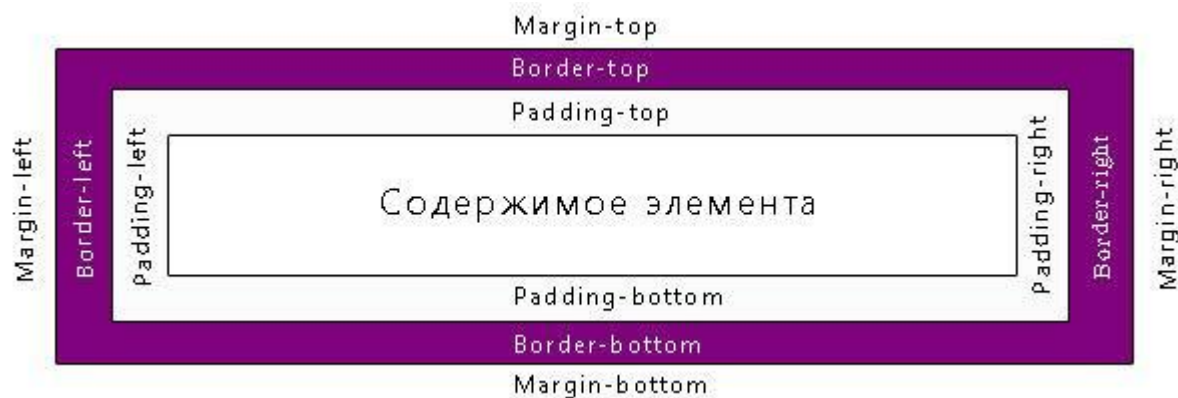 Margin-top
Border-top
Padding-top
Margin-left
Border-left
Padding-left
Содержимое элемента
Padding-right
Border-right
Margin-right
Padding-bottom
Border-bottom
Margin-bottom